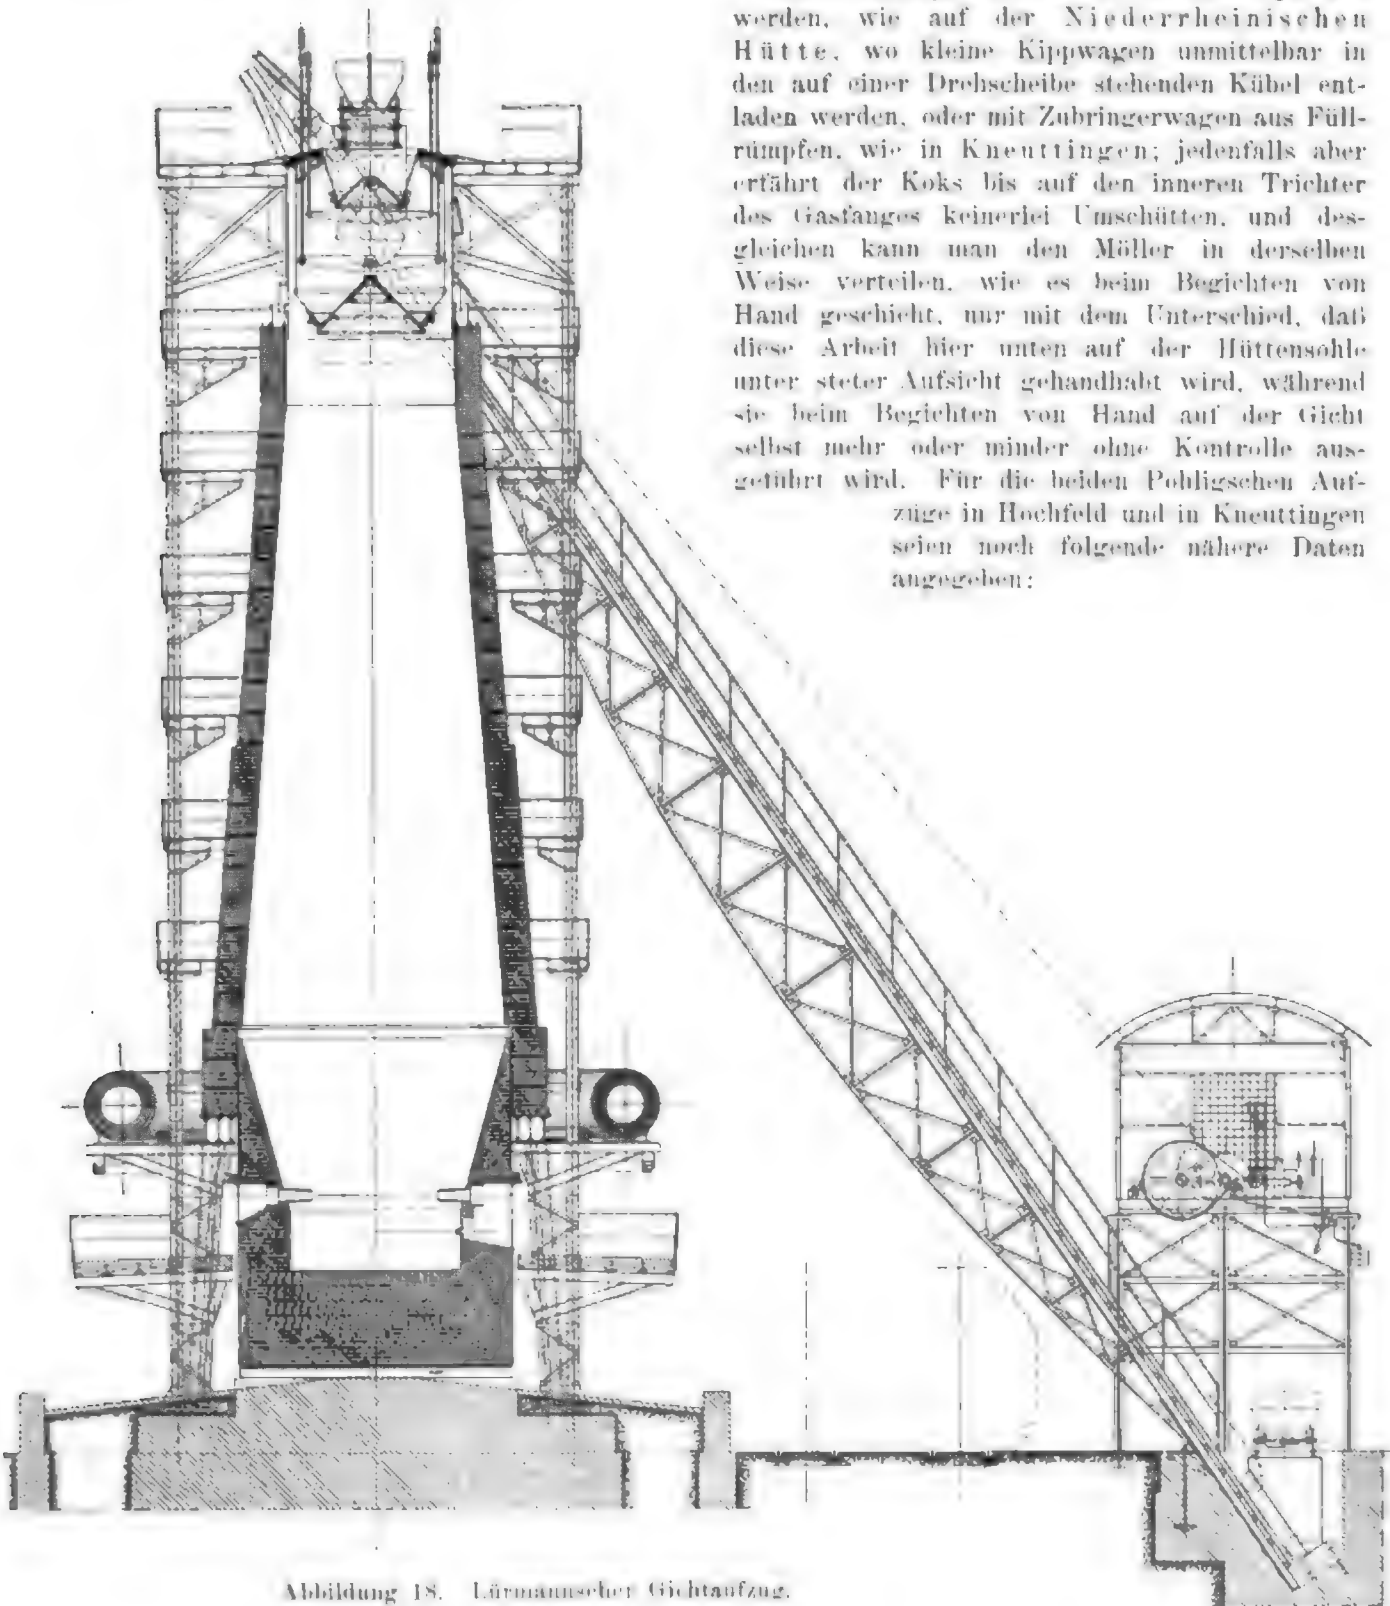 werden, wie auf der Niederrheinischen
Hütte, wo kleine Kippwagen unmittelbar in
den auf einer Drehscheibe stehenden Kübel ent-
laden werden, oder mit Zubringerwagen aus Füll-
rümpfen, wie in Kneuttingen; jedenfalls aber
erfährt der Koks bis auf den inneren Trichter
des Gasfanges keinerlei Umschütten, und des-
gleichen kann man den Möller in derselben
Weise verteilen, wie es beim Begichten von
Hand geschieht, nur mit dem Unterschied, daß
diese Arbeit hier unten auf der Hüttensohle
unter steter Aufsicht gehandhabt wird, während
sie beim Begichten von Hand auf der Gicht
selbst mehr oder minder ohne Kontrolle aus-
geführt wird. Für die beiden Pohligschen Auf-
züge in Hochfeld und in Kneuttingen
seien noch folgende nähere Daten
angegeben:
Abbildung 18. Lürmannscher Gichtaufzug.